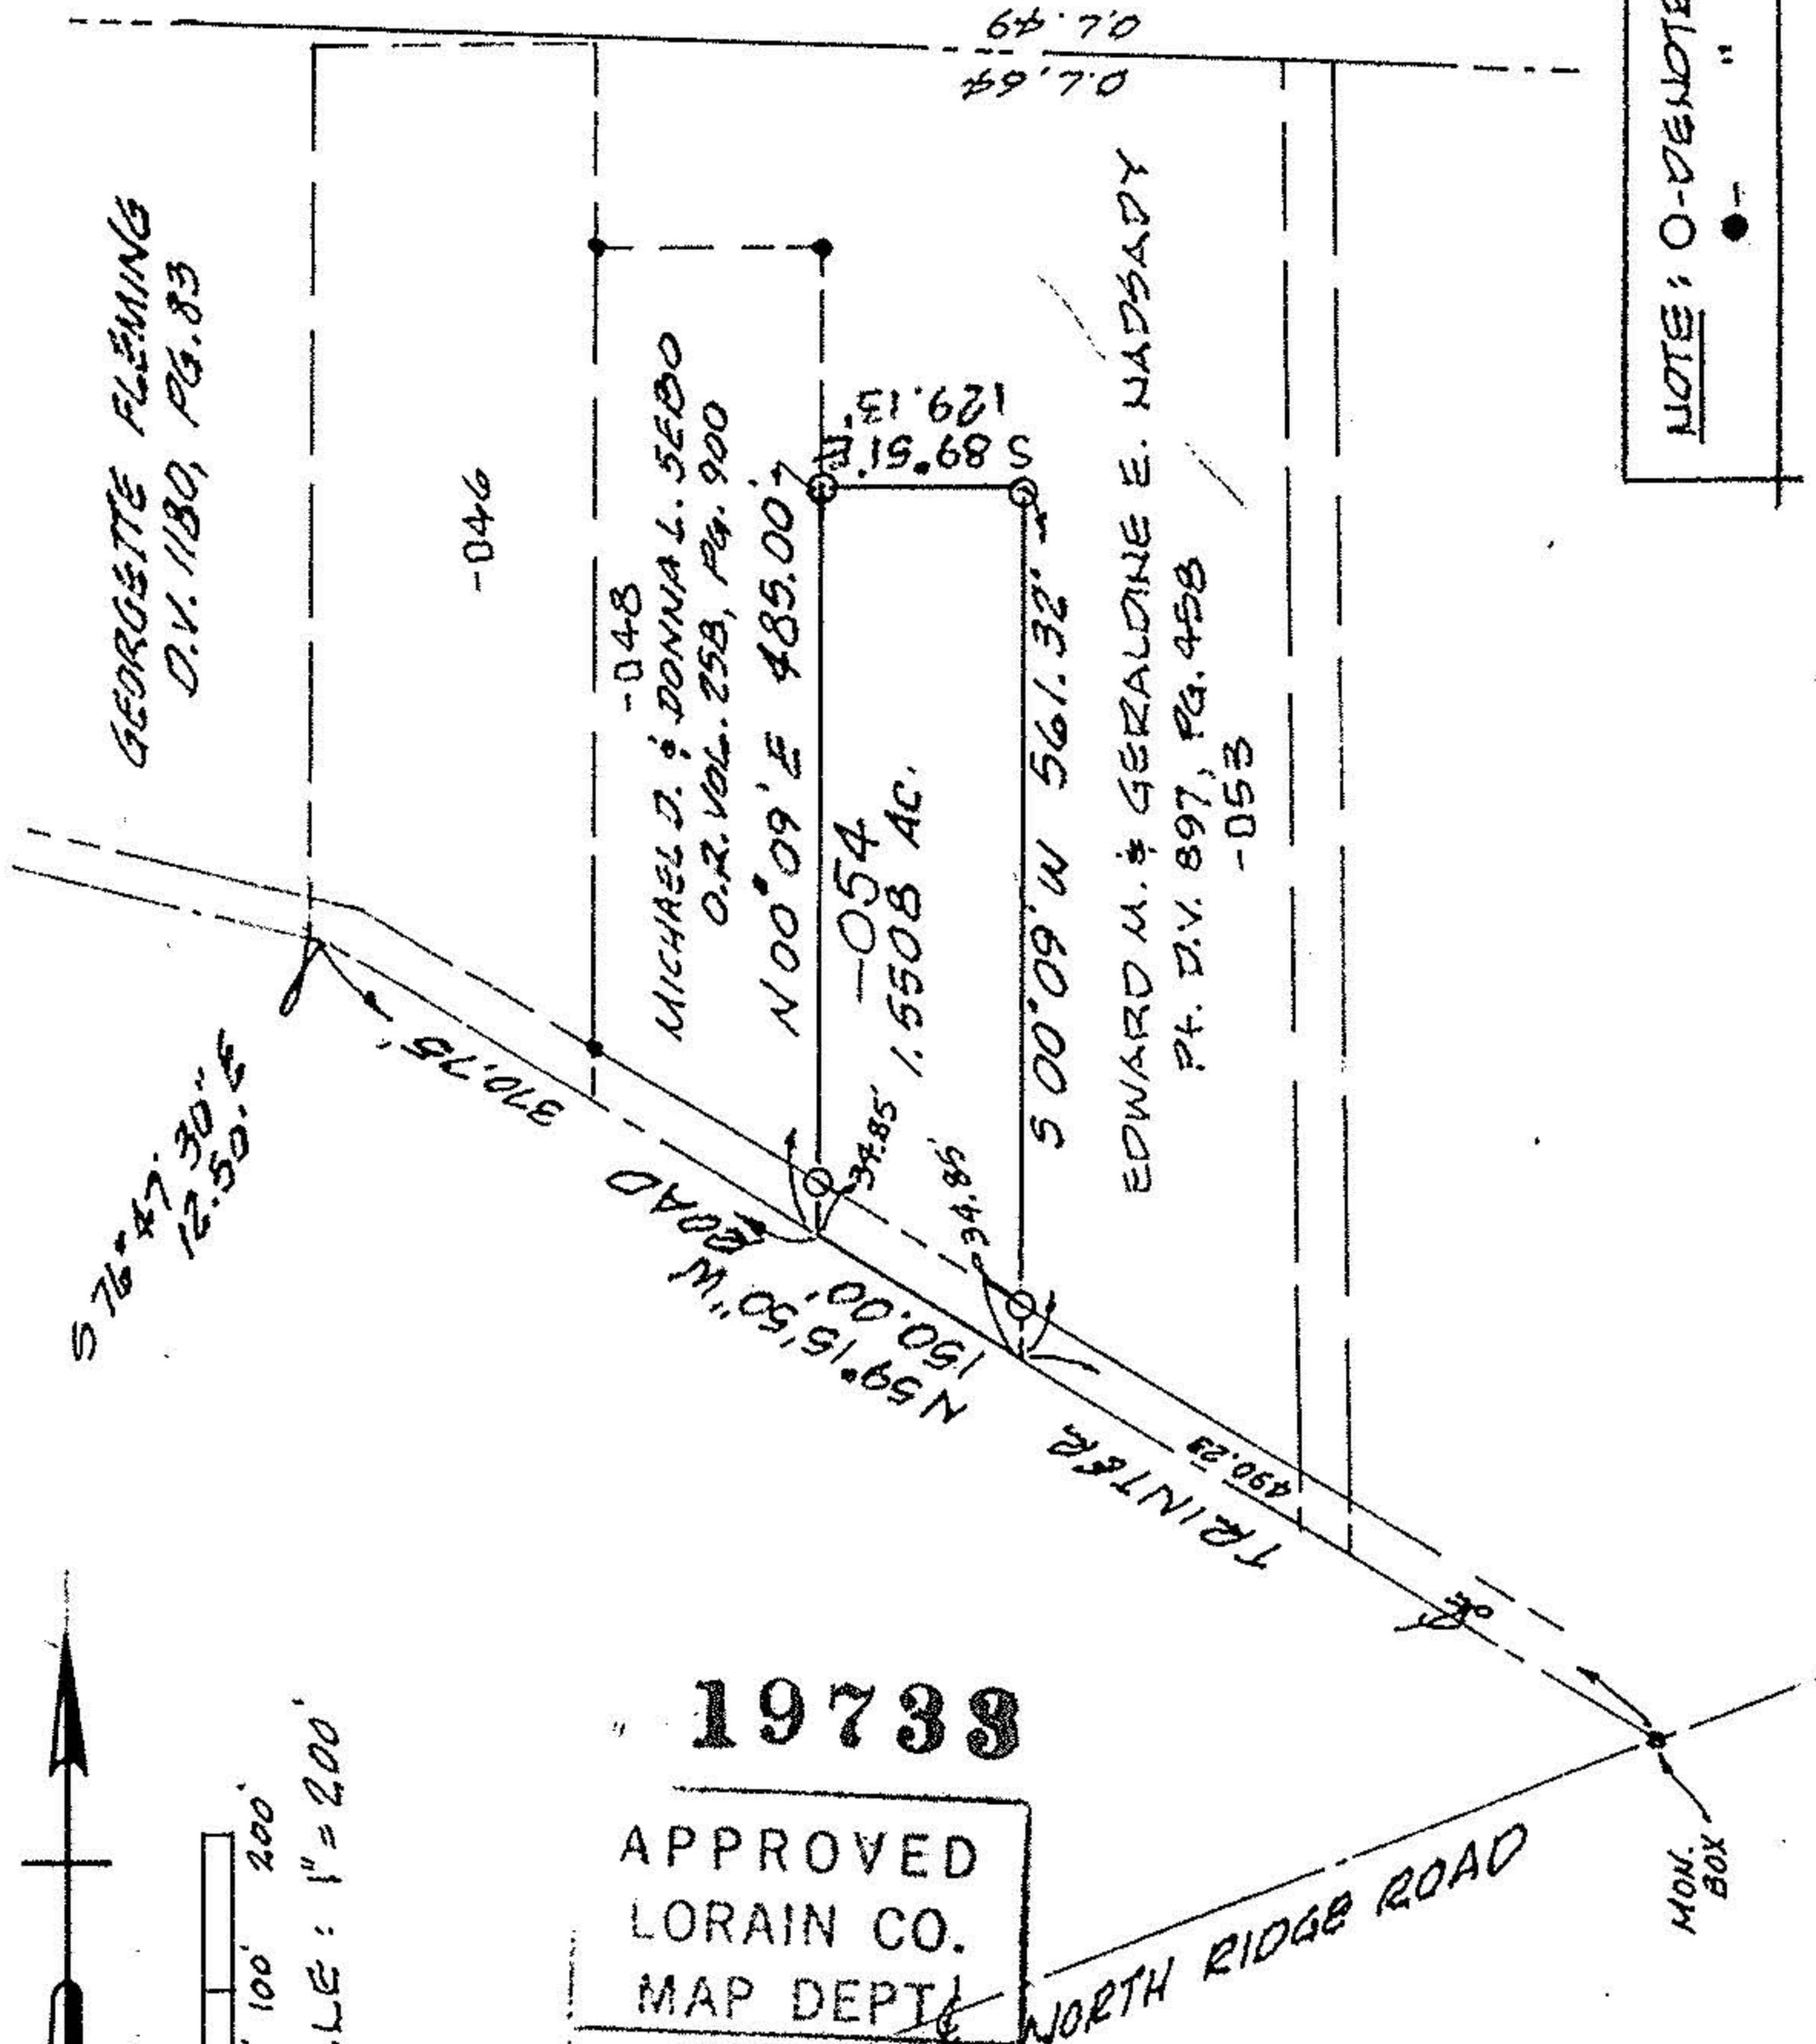 O.L. 49
O.L. 64
GEORGETTE FLEMING
D.V. 1180, PG. 83
-046
-048
MICHAEL D. & DONNA L. SEBO
O.R. VOL. 258, PG. 900
N 00° 09' E 485.00'
S 89° 51' E
129.13'
-054
1.5508 AC.
34.85'
34.85'
S 00° 09' W 561.32'
EDWARD M. & GERALDINE E. NADSADY
Pt. D.V. 897, PG. 458
-053
S 76° 47' 30" E
12.50'
370.75'
TRINTER ROAD
N 59° 15' 50" W
150.00'
490.23
NOTE: O-DENOTE
●- "
100' 200'
LE: 1" = 200'
19733
APPROVED
LORAIN CO.
MAP DEPT.
NORTH RIDGE ROAD
MON.
BOX